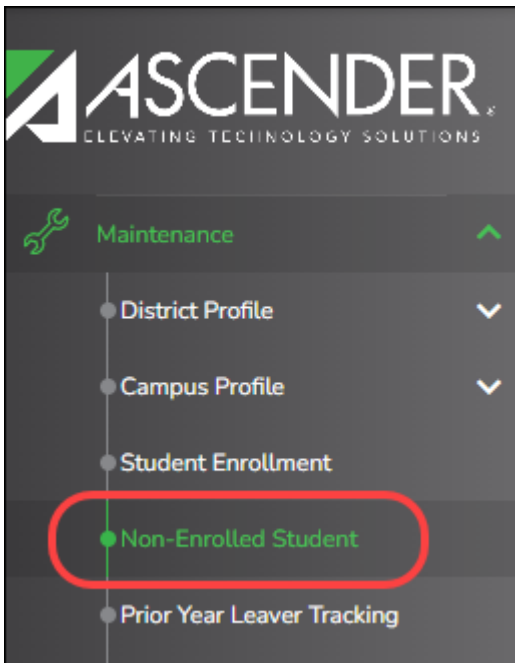 ASCENDER®
ELEVATING TECHNOLOGY SOLUTIONS
Maintenance
District Profile
Campus Profile
Student Enrollment
Non-Enrolled Student
Prior Year Leaver Tracking